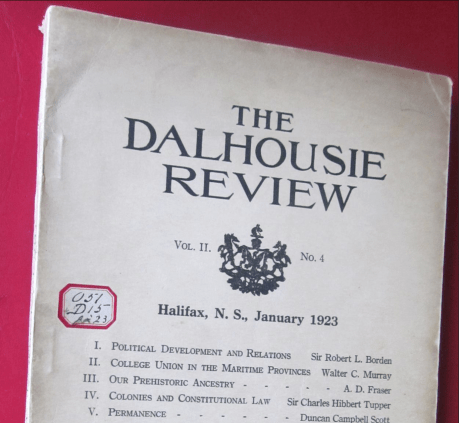 THE
DALHOUSIE
REVIEW
VOL. II. No. 4
Halifax, N. S., January 1923
051
D15
I. POLITICAL DEVELOPMENT AND RELATIONS Sir Robert L. Borden
II. COLLEGE UNION IN THE MARITIME PROVINCES Walter C. Murray
III. OUR PREHISTORIC ANCESTRY - - - - - A. D. Fraser
IV. COLONIES AND CONSTITUTIONAL LAW Sir Charles Hibbert Tupper
V. PERMANENCE - - - - - - Duncan Campbell Scott